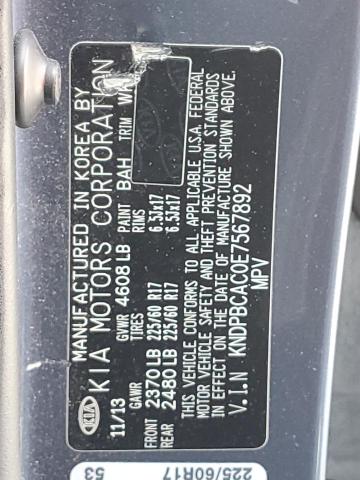 MANUFACTURED IN KOREA BY
KIA KIA MOTORS CORPORATION
11/13 GVWR 4608 LB PAINT BAH TRIM
GAWR TIRES RIMS
FRONT 2370 LB 225/60 R17 6.5Jx17
REAR 2480 LB 225/60 R17 6.5Jx17
THIS VEHICLE CONFORMS TO ALL APPLICABLE U.S.A. FEDERAL
MOTOR VEHICLE SAFETY AND THEFT PREVENTION STANDARDS
IN EFFECT ON THE DATE OF MANUFACTURE SHOWN ABOVE.
V.I.N KNDPBCAC0E7567892
MPV
53 225/60R17